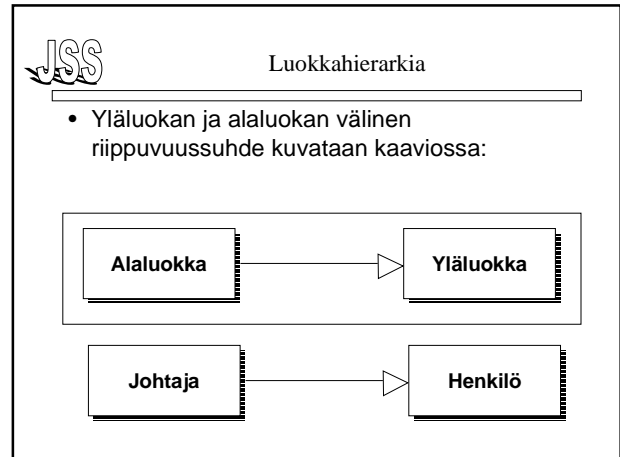 JSS
Luokkahierarkia
• Yläluokan ja alaluokan välinen
riippuvuussuhde kuvataan kaaviossa:
Alaluokka
Yläluokka
Johtaja
Henkilö